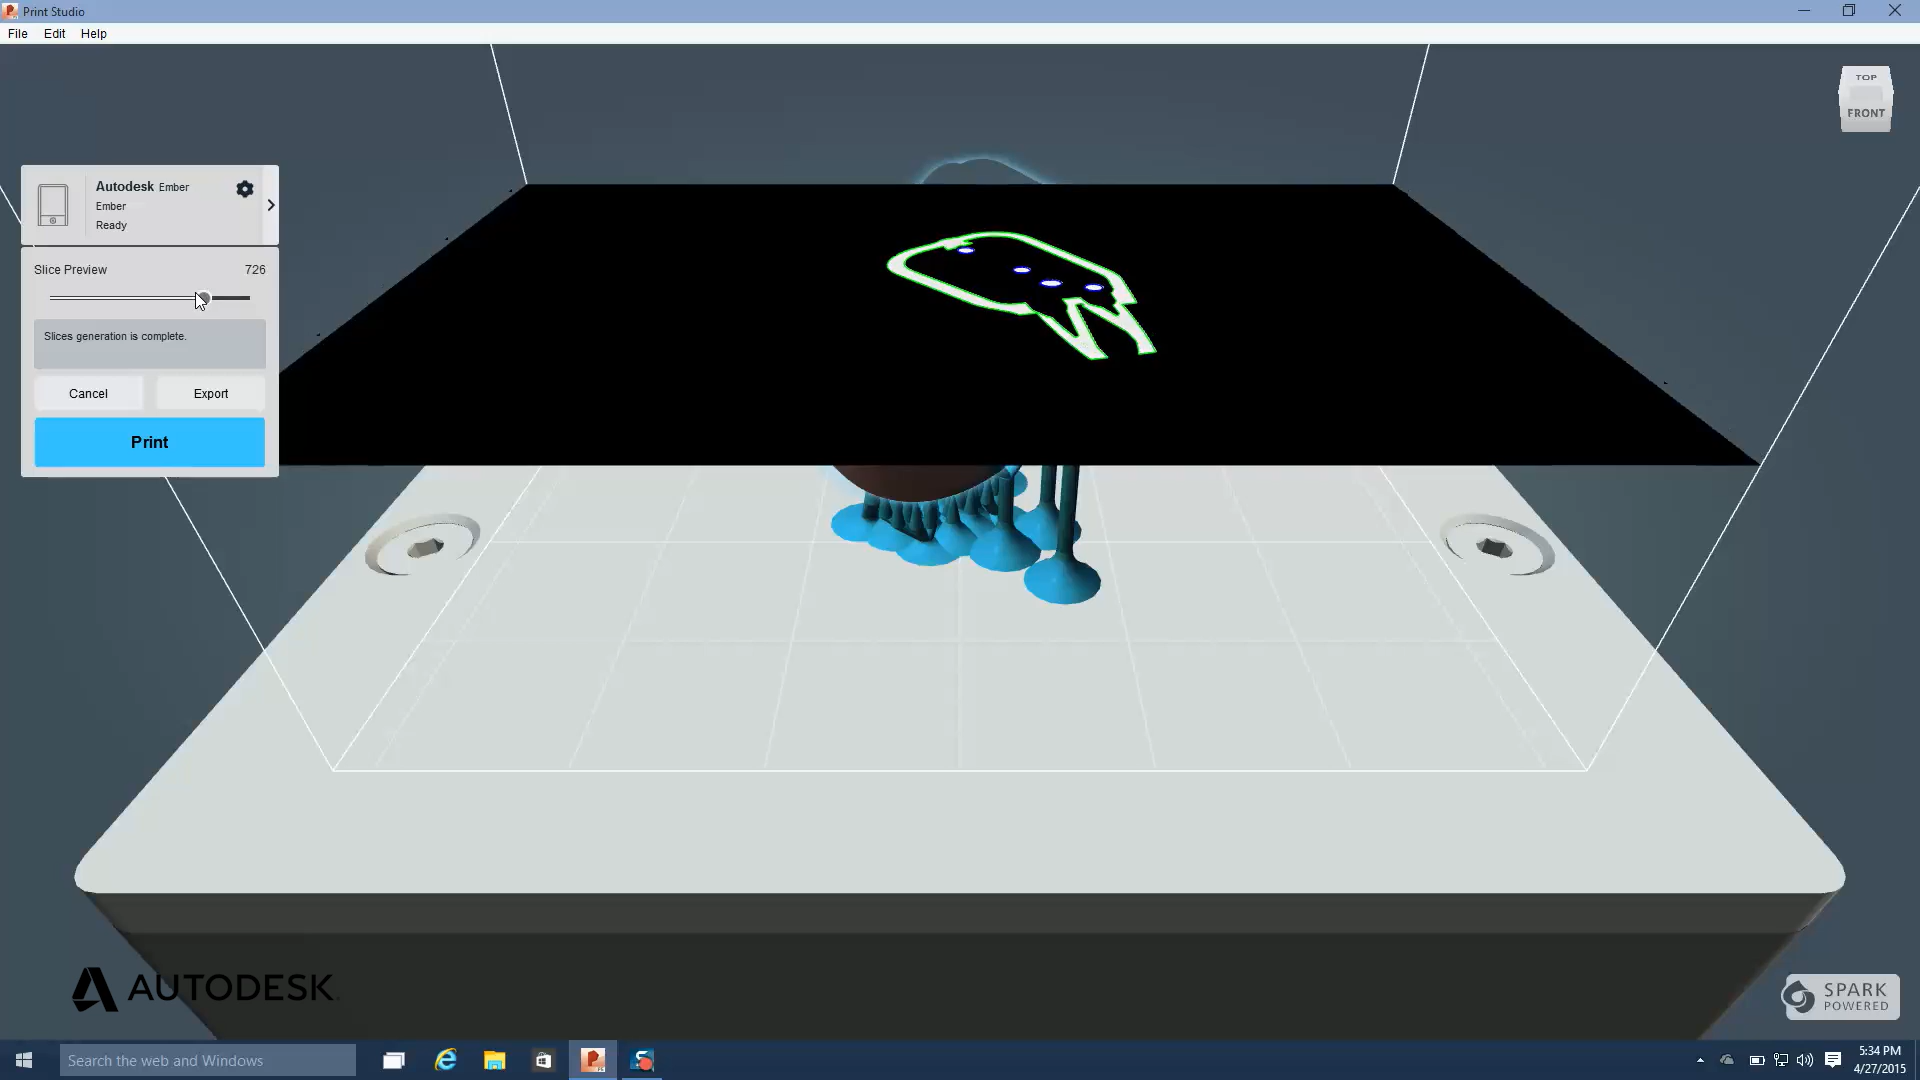 Print Studio
File Edit Help
TOP
FRONT
Autodesk Ember
Ember
Ready
Slice Preview 726
Slices generation is complete.
Cancel Export
Print
AUTODESK.
SPARK
POWERED
Search the web and Windows
5:34 PM
4/27/2015